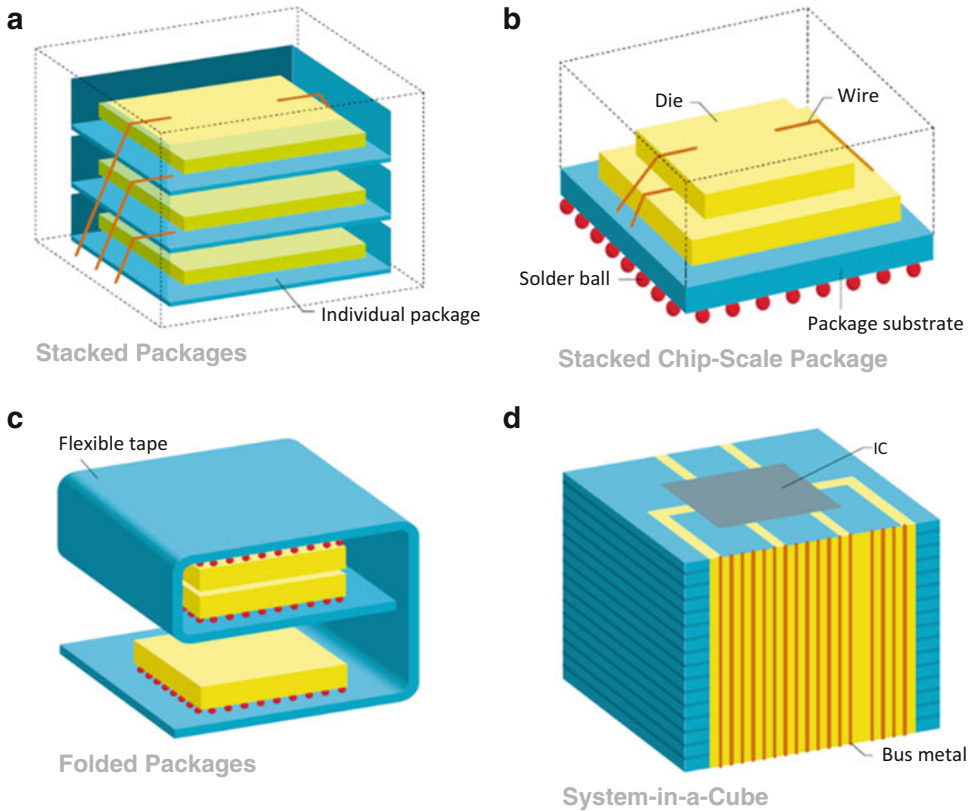 a
Individual package
Stacked Packages
b
Die
Wire
Solder ball
Package substrate
Stacked Chip-Scale Package
c
Flexible tape
Folded Packages
d
IC
Bus metal
System-in-a-Cube